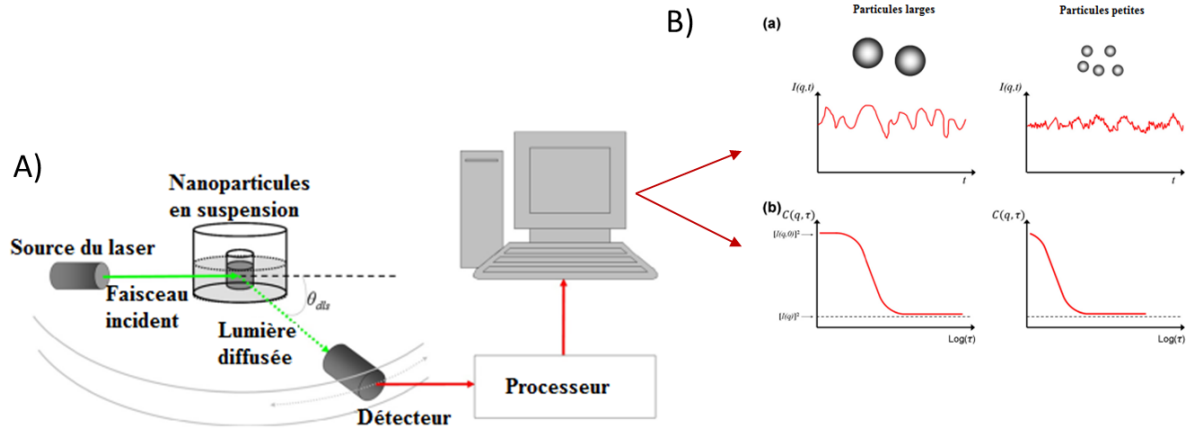 A)
Source du laser
Nanoparticules
en suspension
Faisceau
incident
θdls
Lumière
diffusée
Détecteur
Processeur
B)
(a)
Particules larges
Particules petites
I(q,t)
t
I(q,t)
t
(b)
C(q,τ)
[I(q,0)]²
[I(q)]²
Log(τ)
C(q,τ)
Log(τ)